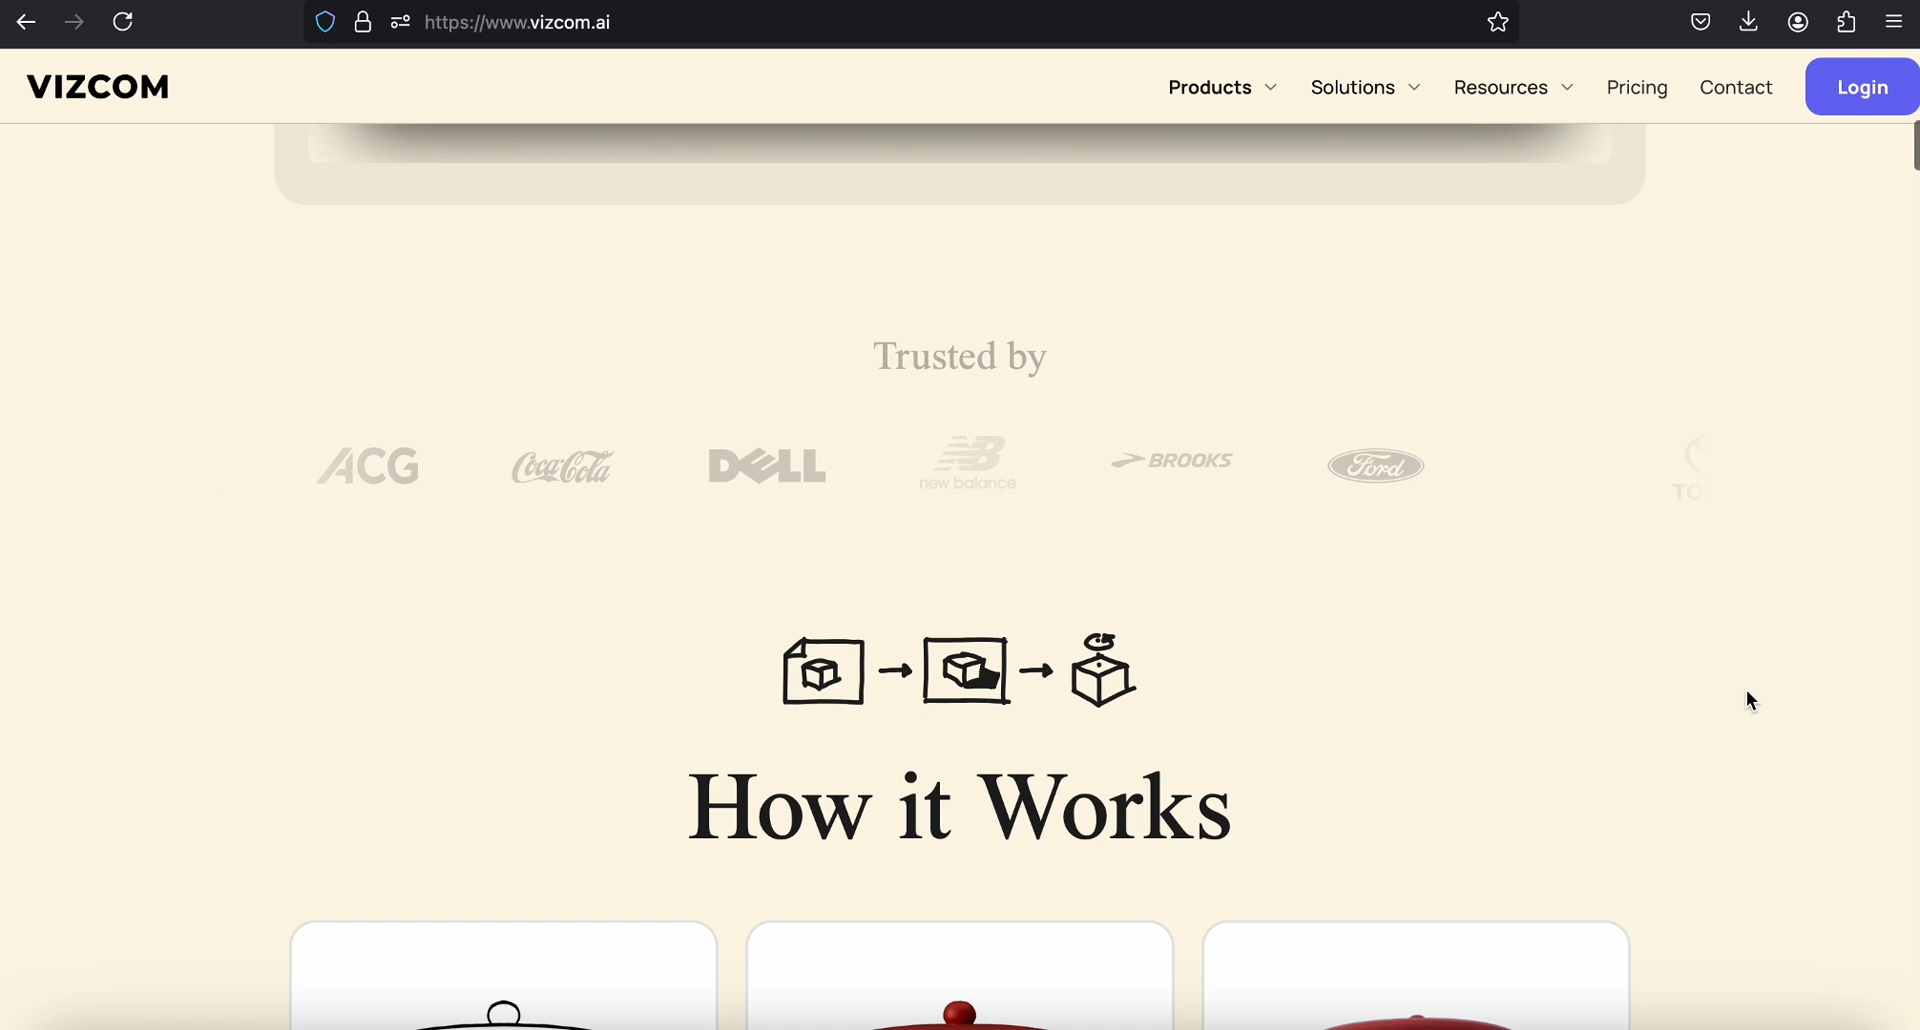 https://www.vizcom.ai
VIZCOM
Products
Solutions
Resources
Pricing
Contact
Login
Trusted by
ACG
Coca-Cola
DELL
new balance
BROOKS
Ford
How it Works